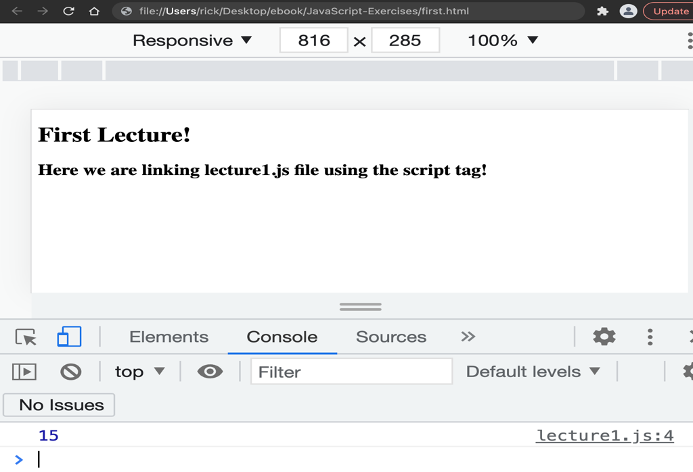 file://Users/rick/Desktop/ebook/JavaScript-Exercises/first.html Update
Responsive ▼ 816 x 285 100% ▼
First Lecture!
Here we are linking lecture1.js file using the script tag!
Elements Console Sources »
top ▼ Filter Default levels ▼
No Issues
15 lecture1.js:4
>